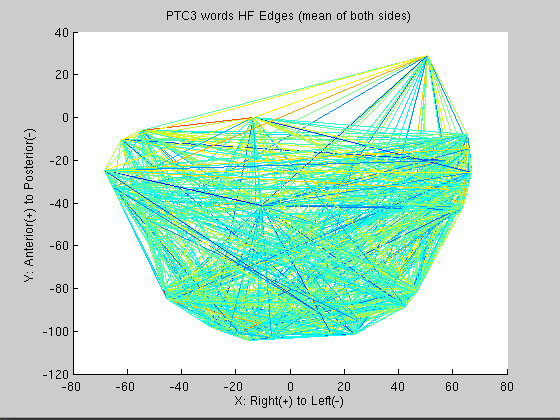 PTC3 words HF Edges (mean of both sides)
40
20
0
-20
-40
-60
-80
-100
-120
Y: Anterior(+) to Posterior(-)
-80 -60 -40 -20 0 20 40 60 80
X: Right(+) to Left(-)